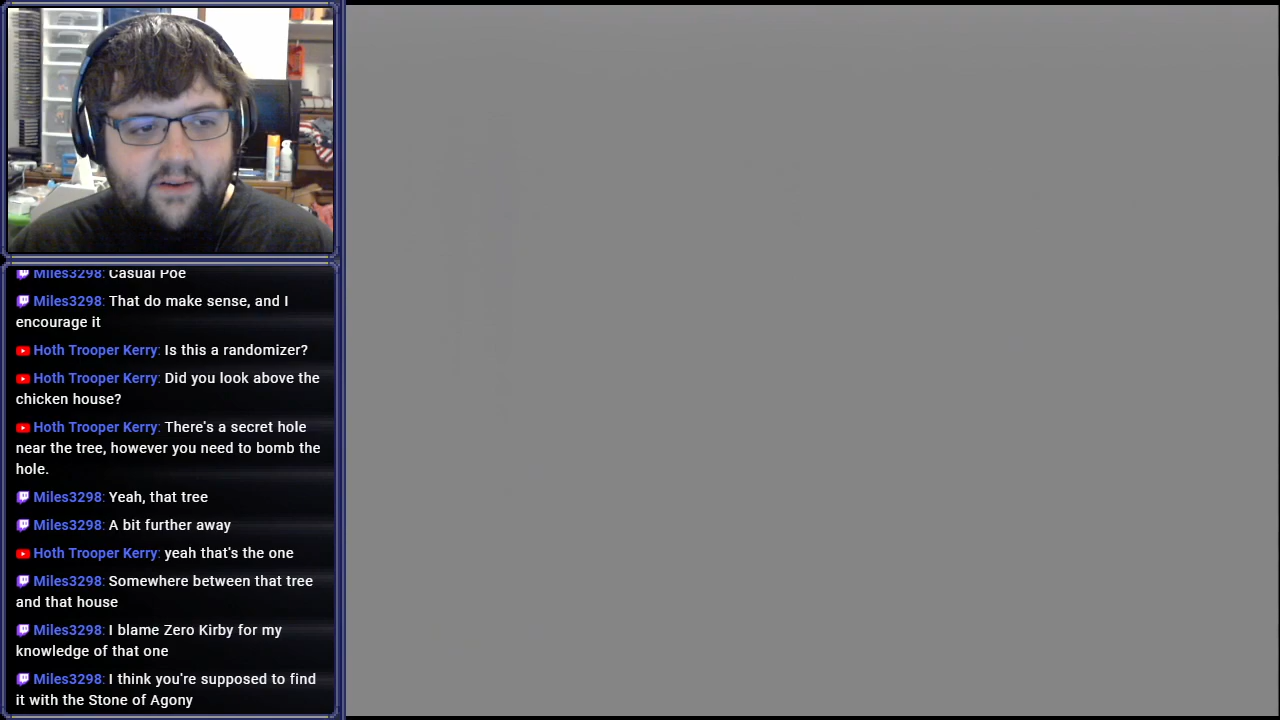 Miles3298: Casual Poe
Miles3298: That do make sense, and I
encourage it
Hoth Trooper Kerry: Is this a randomizer?
Hoth Trooper Kerry: Did you look above the
chicken house?
Hoth Trooper Kerry: There's a secret hole
near the tree, however you need to bomb the
hole.
Miles3298: Yeah, that tree
Miles3298: A bit further away
Hoth Trooper Kerry: yeah that's the one
Miles3298: Somewhere between that tree
and that house
Miles3298: I blame Zero Kirby for my
knowledge of that one
Miles3298: I think you're supposed to find
it with the Stone of Agony